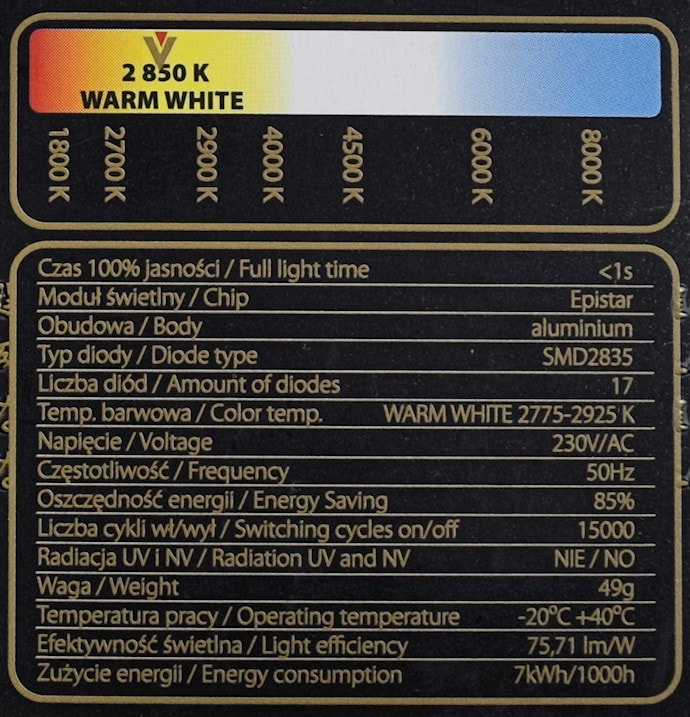 2 850 K
WARM WHITE
1800 K 2700 K 2900 K 4000 K 4500 K 6000 K 8000 K
Czas 100% jasności / Full light time <1s
Moduł świetlny / Chip Epistar
Obudowa / Body aluminium
Typ diody / Diode type SMD2835
Liczba diód / Amount of diodes 17
Temp. barwowa / Color temp. WARM WHITE 2775-2925 K
Napięcie / Voltage 230V/AC
Częstotliwość / Frequency 50Hz
Oszczędność energii / Energy Saving 85%
Liczba cykli wł/wył / Switching cycles on/off 15000
Radiacja UV i NV / Radiation UV and NV NIE / NO
Waga / Weight 49g
Temperatura pracy / Operating temperature -20ºC +40ºC
Efektywność świetlna / Light efficiency 75,71 lm/W
Zużycie energii / Energy consumption 7kWh/1000h